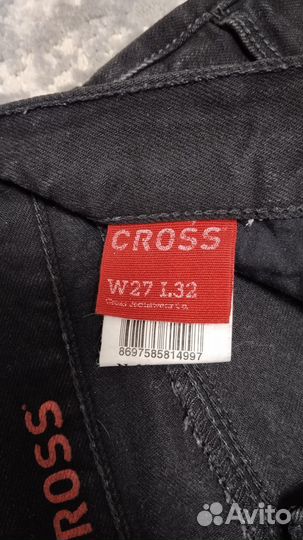 CROSS
W27 L32
Cross Jeanswear Co.
8697585814997
ROSS
Avito